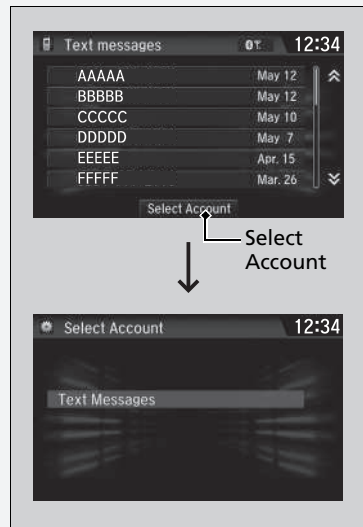 Text messages 12:34
AAAAA May 12
BBBBB May 12
CCCCC May 10
DDDDD May 7
EEEEE Apr. 15
FFFFF Mar. 26
Select Account
Select
Account
Select Account 12:34
Text Messages